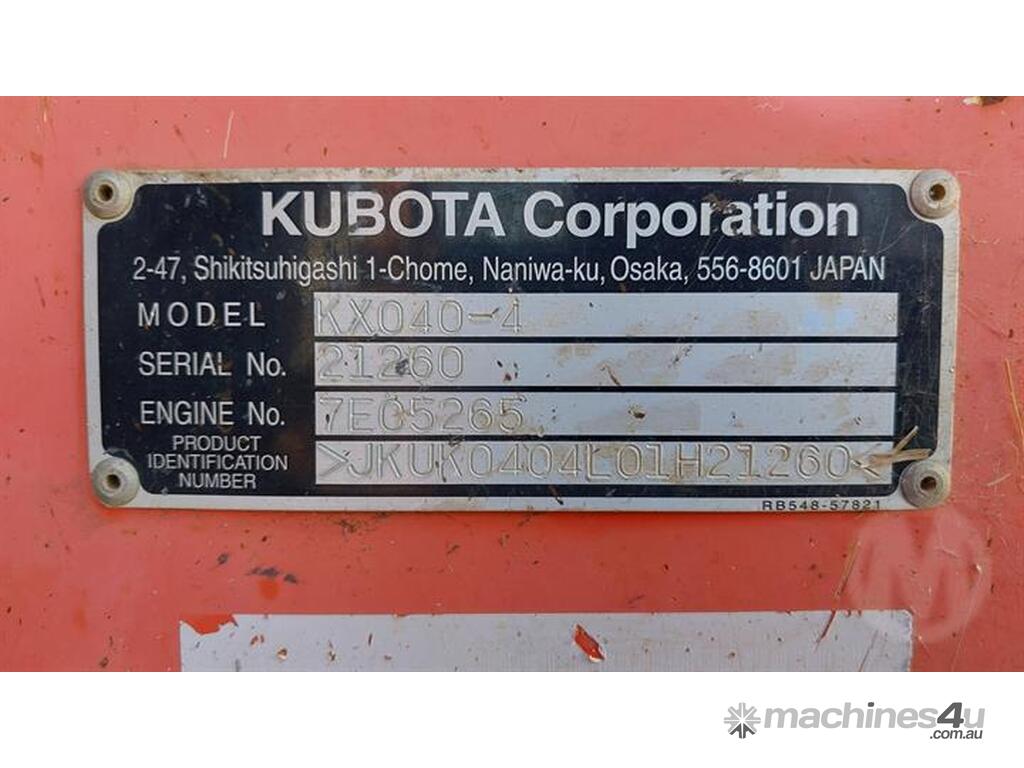 KUBOTA Corporation
2-47, Shikitsuhigashi 1-Chome, Naniwa-ku, Osaka, 556-8601 JAPAN
MODEL KX040-4
SERIAL No. 21260
ENGINE No. 7EC5265
PRODUCT
IDENTIFICATION
NUMBER
>JKUK0404L01H21260<
RB548-57821
M
machines4u
.com.au